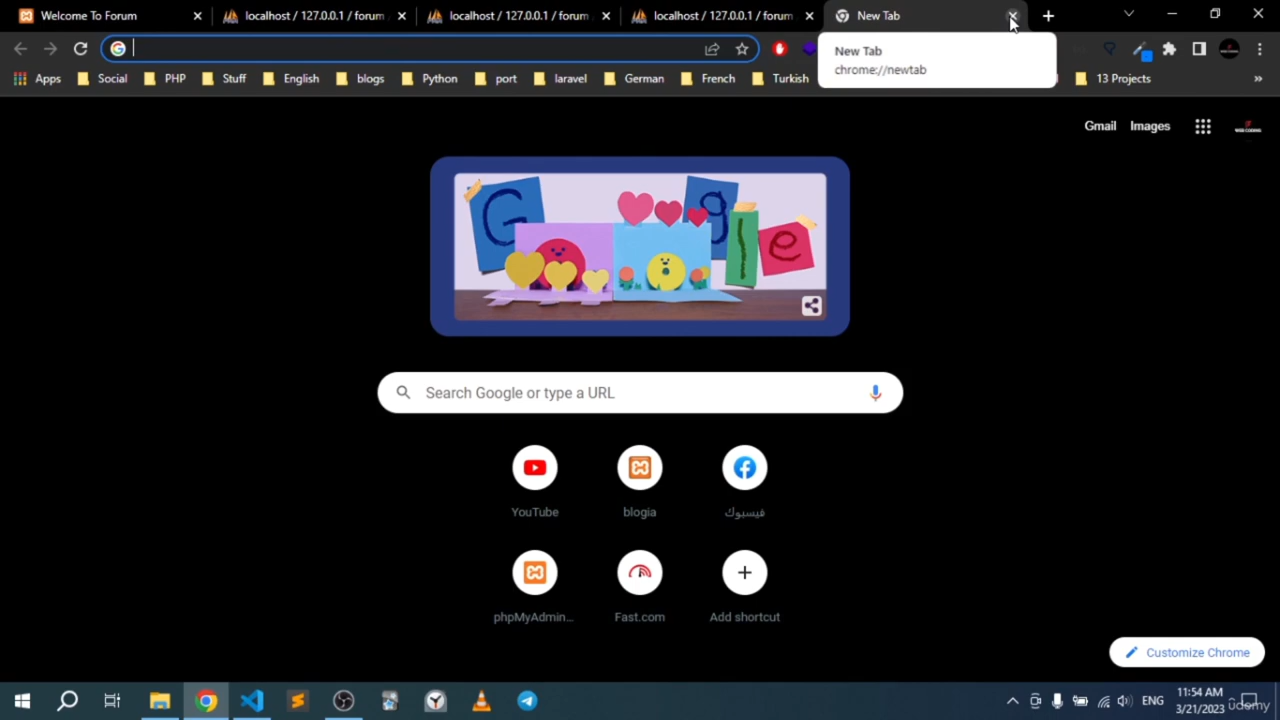 Welcome To Forum
localhost / 127.0.0.1 / forum
localhost / 127.0.0.1 / forum
localhost / 127.0.0.1 / forum
New Tab
New Tab
chrome://newtab
Apps
Social
PHP
Stuff
English
blogs
Python
port
laravel
German
French
Turkish
13 Projects
Gmail
Images
Google
Search Google or type a URL
YouTube
blogia
فيسبوك
phpMyAdmin...
Fast.com
Add shortcut
Customize Chrome
ENG
11:54 AM
3/21/2023
ûdemy